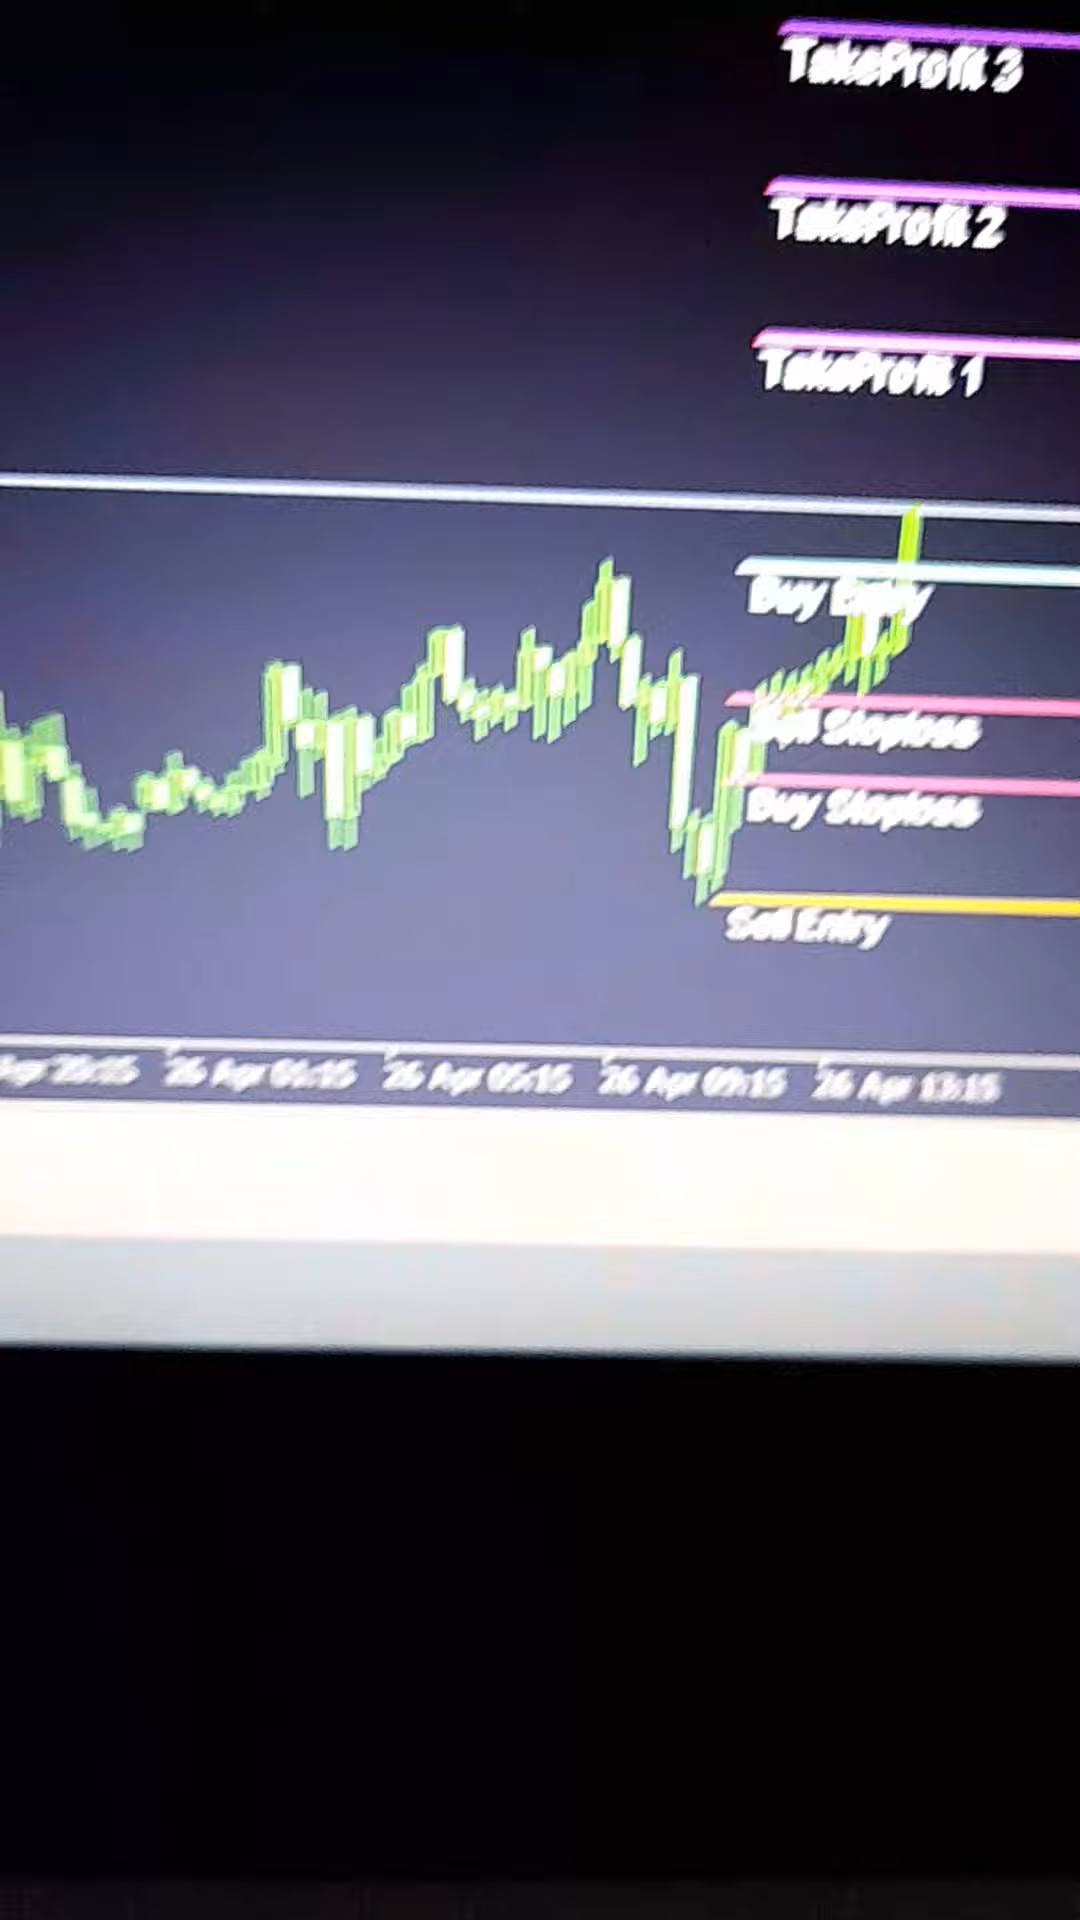 TakeProfit 3
TakeProfit 2
TakeProfit 1
Buy Entry
Sell Stoploss
Buy Stoploss
Sell Entry
26 Apr 01:15 26 Apr 05:15 26 Apr 09:15 26 Apr 13:15